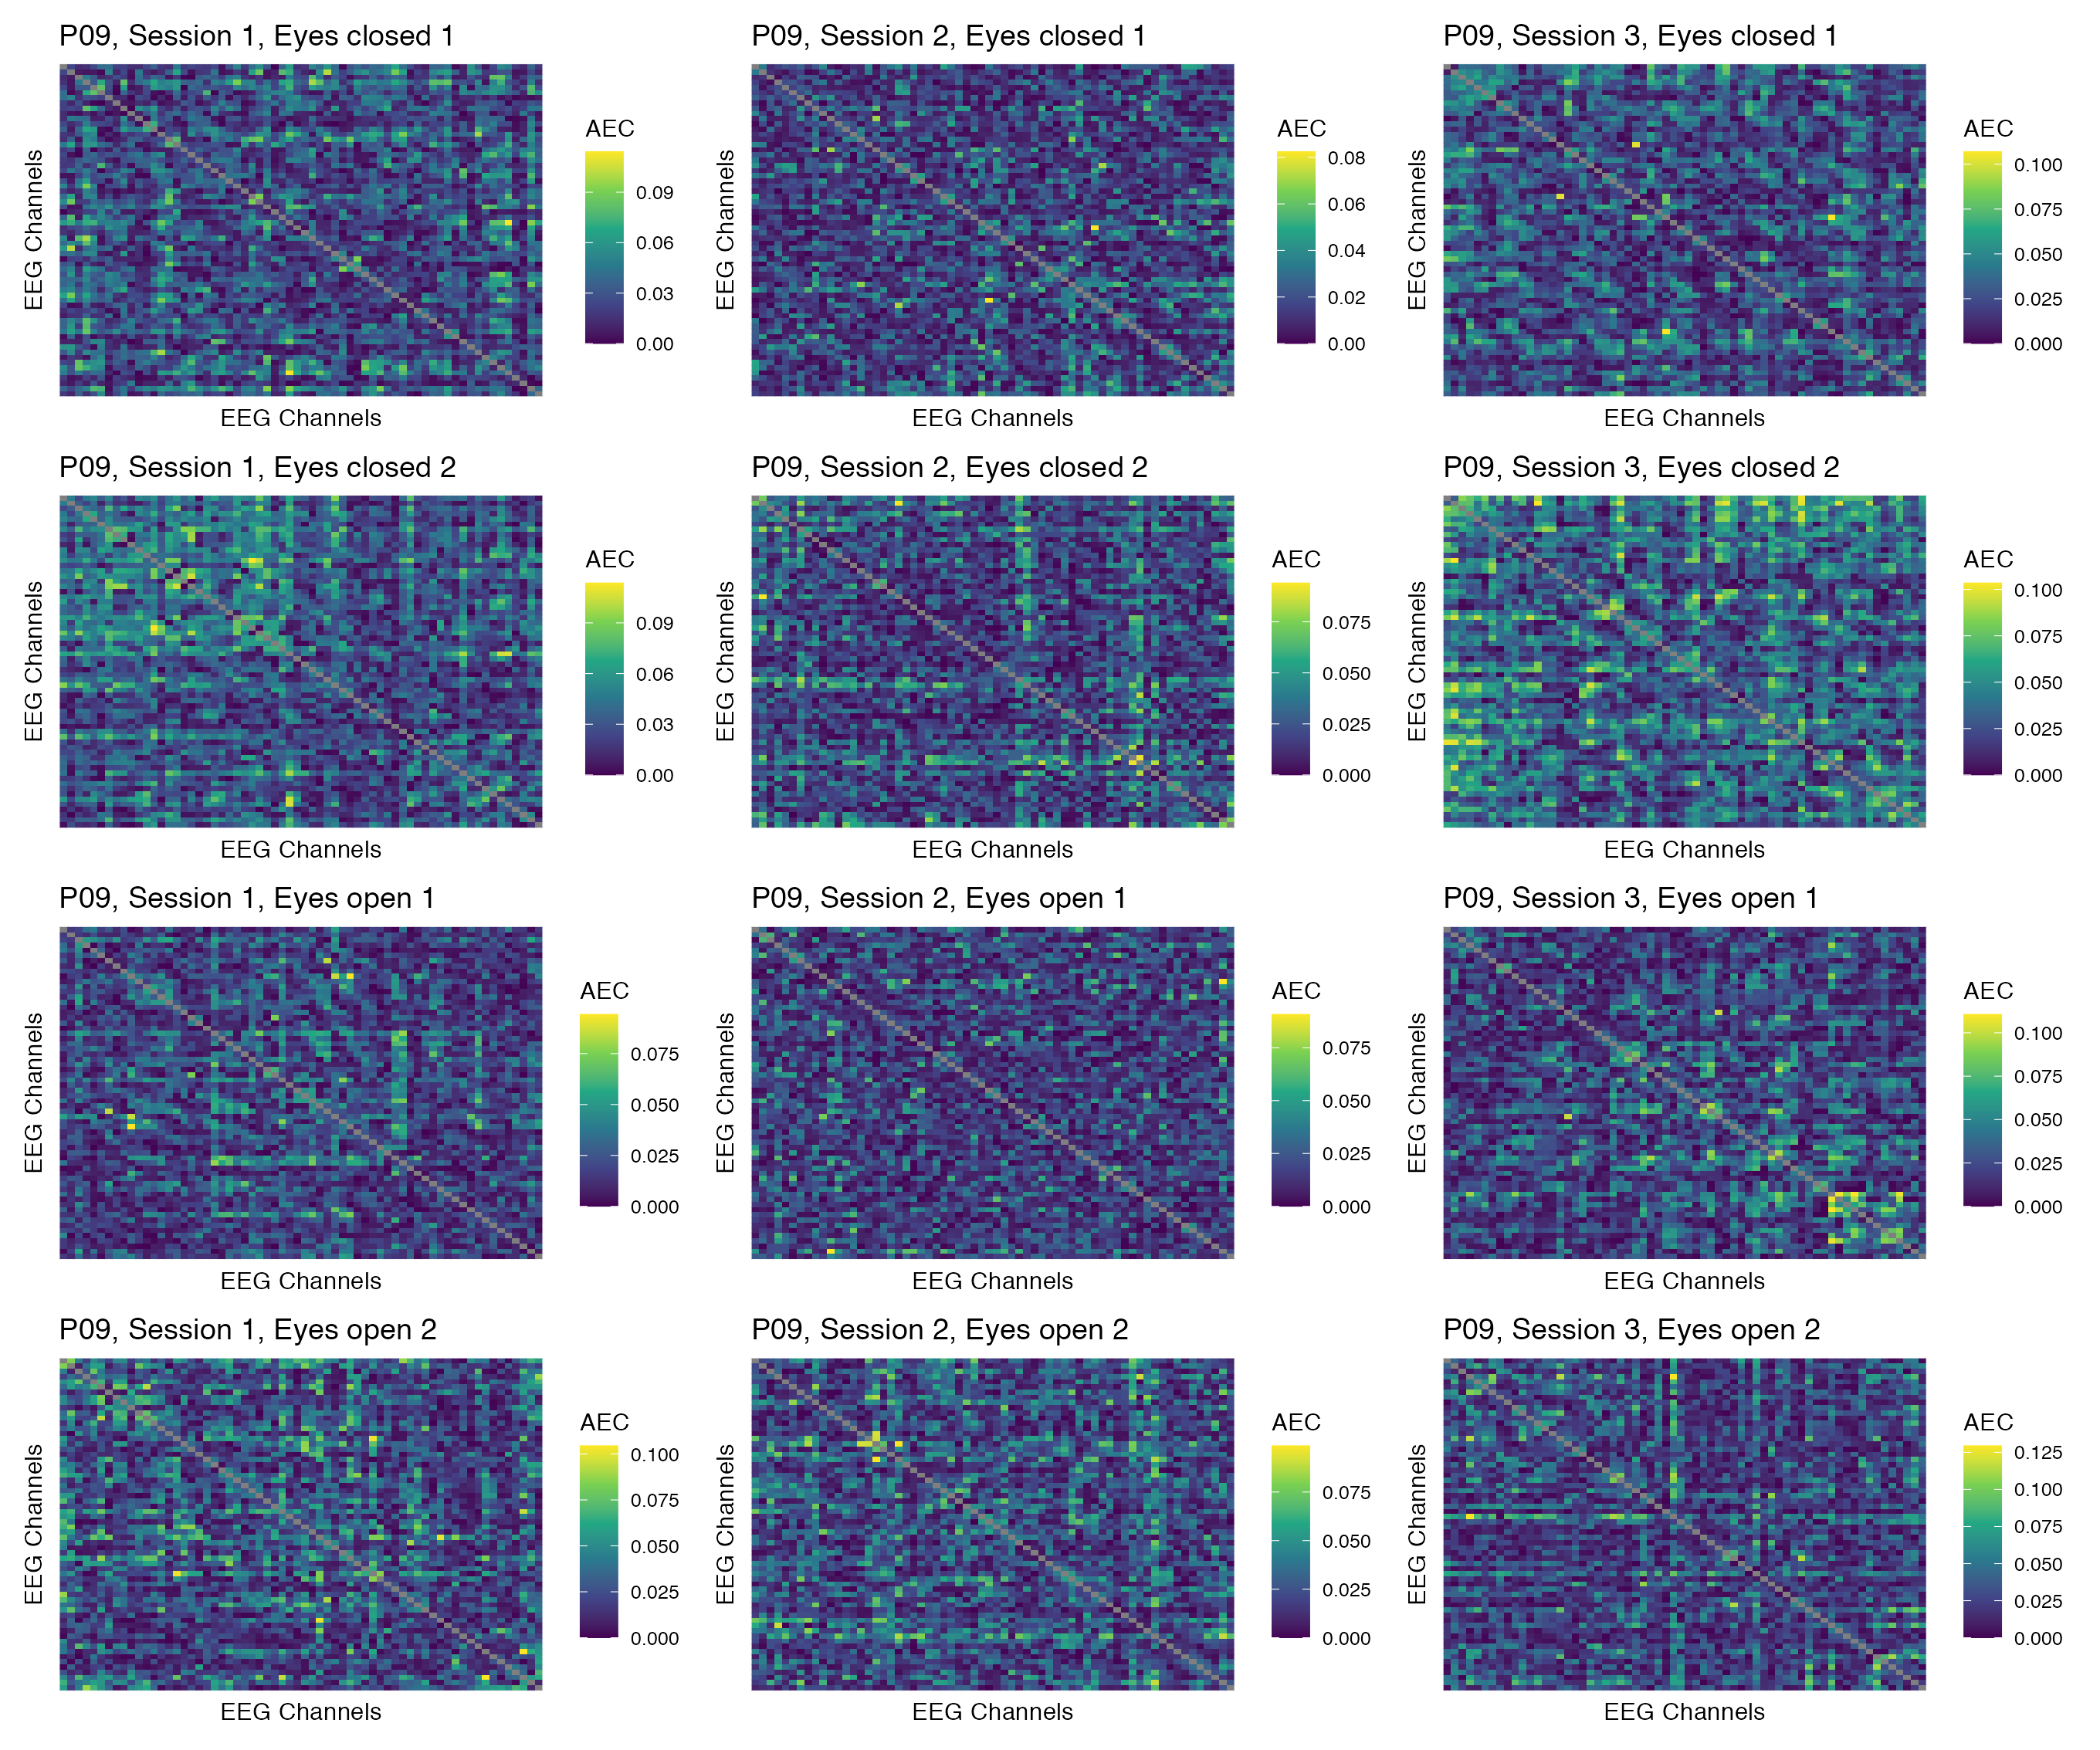 P09, Session 1, Eyes closed 1
P09, Session 2, Eyes closed 1
P09, Session 3, Eyes closed 1
EEG Channels
EEG Channels
AEC
0.09
0.06
0.03
0.00
EEG Channels
EEG Channels
AEC
0.08
0.06
0.04
0.02
0.00
EEG Channels
EEG Channels
AEC
0.100
0.075
0.050
0.025
0.000
P09, Session 1, Eyes closed 2
P09, Session 2, Eyes closed 2
P09, Session 3, Eyes closed 2
EEG Channels
EEG Channels
AEC
0.09
0.06
0.03
0.00
EEG Channels
EEG Channels
AEC
0.075
0.050
0.025
0.000
EEG Channels
EEG Channels
AEC
0.100
0.075
0.050
0.025
0.000
P09, Session 1, Eyes open 1
P09, Session 2, Eyes open 1
P09, Session 3, Eyes open 1
EEG Channels
EEG Channels
AEC
0.075
0.050
0.025
0.000
EEG Channels
EEG Channels
AEC
0.075
0.050
0.025
0.000
EEG Channels
EEG Channels
AEC
0.100
0.075
0.050
0.025
0.000
P09, Session 1, Eyes open 2
P09, Session 2, Eyes open 2
P09, Session 3, Eyes open 2
EEG Channels
EEG Channels
AEC
0.100
0.075
0.050
0.025
0.000
EEG Channels
EEG Channels
AEC
0.075
0.050
0.025
0.000
EEG Channels
EEG Channels
AEC
0.125
0.100
0.075
0.050
0.025
0.000